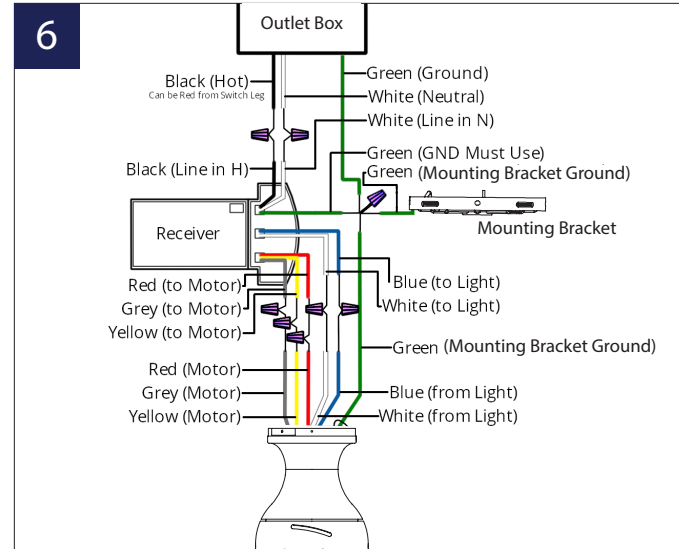 6
Outlet Box
Black (Hot)
Can be Red from Switch Leg
Green (Ground)
White (Neutral)
White (Line in N)
Black (Line in H)
Green (GND Must Use)
Green (Mounting Bracket Ground)
Mounting Bracket
Receiver
Red (to Motor)
Grey (to Motor)
Yellow (to Motor)
Blue (to Light)
White (to Light)
Green (Mounting Bracket Ground)
Red (Motor)
Grey (Motor)
Yellow (Motor)
Blue (from Light)
White (from Light)